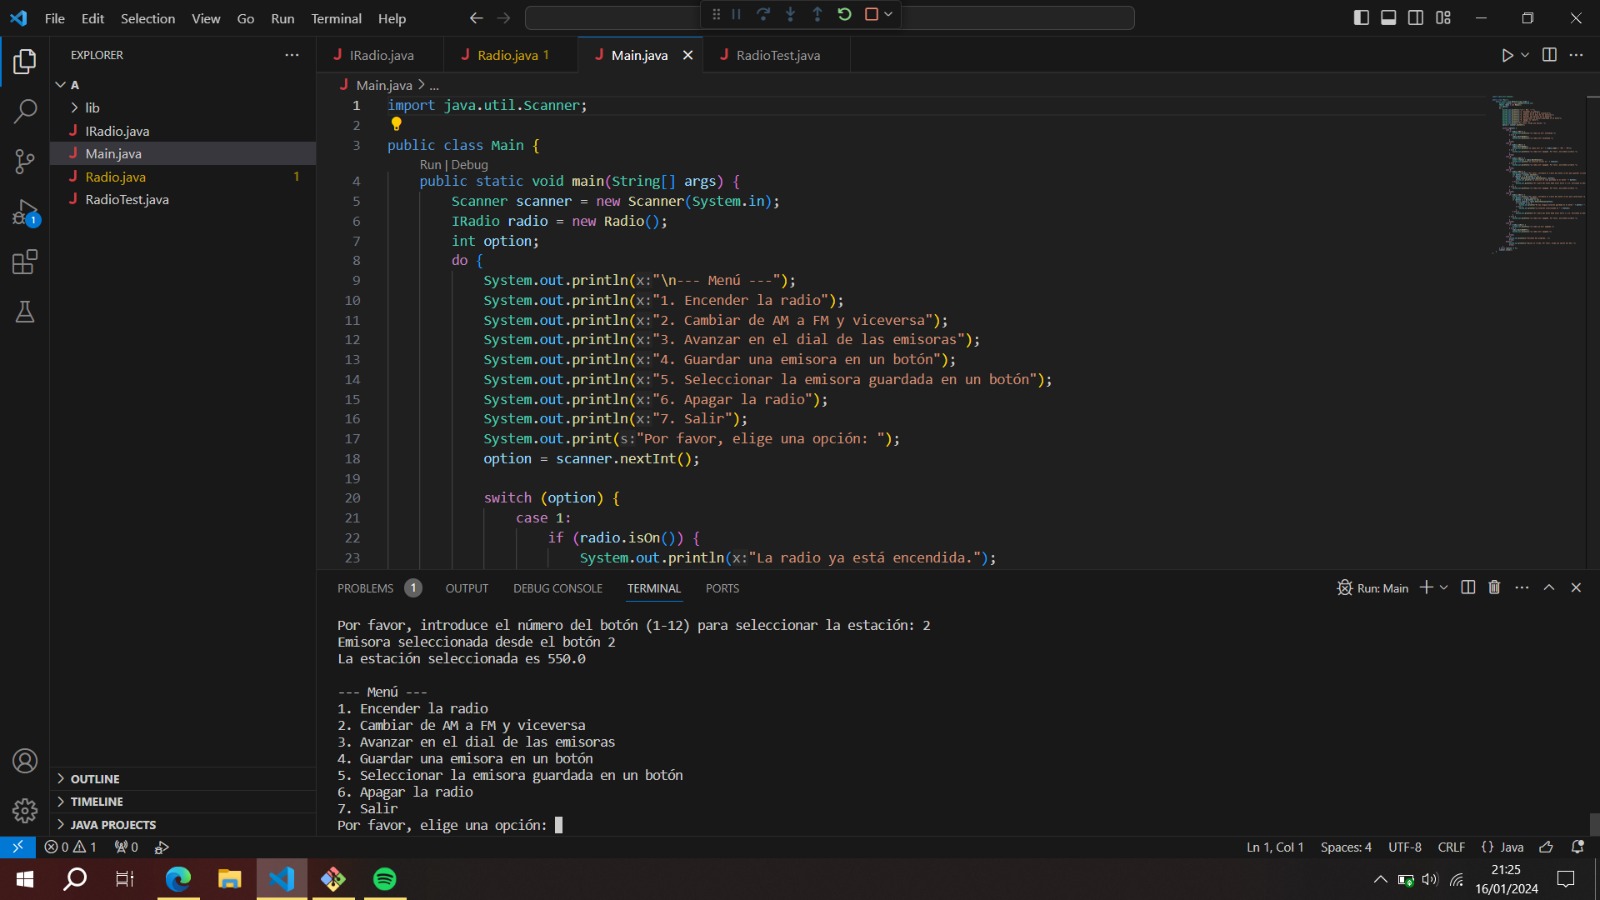 File Edit Selection View Go Run Terminal Help
EXPLORER
A
lib
IRadio.java
Main.java
Radio.java 1
RadioTest.java
1
OUTLINE
TIMELINE
JAVA PROJECTS
IRadio.java Radio.java 1 Main.java RadioTest.java
Main.java > ...
1 import java.util.Scanner;
2
3 public class Main {
Run | Debug
4 public static void main(String[] args) {
5 Scanner scanner = new Scanner(System.in);
6 IRadio radio = new Radio();
7 int option;
8 do {
9 System.out.println(x:"\n--- Menú ---");
10 System.out.println(x:"1. Encender la radio");
11 System.out.println(x:"2. Cambiar de AM a FM y viceversa");
12 System.out.println(x:"3. Avanzar en el dial de las emisoras");
13 System.out.println(x:"4. Guardar una emisora en un botón");
14 System.out.println(x:"5. Seleccionar la emisora guardada en un botón");
15 System.out.println(x:"6. Apagar la radio");
16 System.out.println(x:"7. Salir");
17 System.out.print(s:"Por favor, elige una opción: ");
18 option = scanner.nextInt();
19
20 switch (option) {
21 case 1:
22 if (radio.isOn()) {
23 System.out.println(x:"La radio ya está encendida.");
PROBLEMS 1 OUTPUT DEBUG CONSOLE TERMINAL PORTS
Run: Main
Por favor, introduce el número del botón (1-12) para seleccionar la estación: 2
Emisora seleccionada desde el botón 2
La estación seleccionada es 550.0
--- Menú ---
1. Encender la radio
2. Cambiar de AM a FM y viceversa
3. Avanzar en el dial de las emisoras
4. Guardar una emisora en un botón
5. Seleccionar la emisora guardada en un botón
6. Apagar la radio
7. Salir
Por favor, elige una opción:
0 1 0
Ln 1, Col 1 Spaces: 4 UTF-8 CRLF {} Java
21:25
16/01/2024